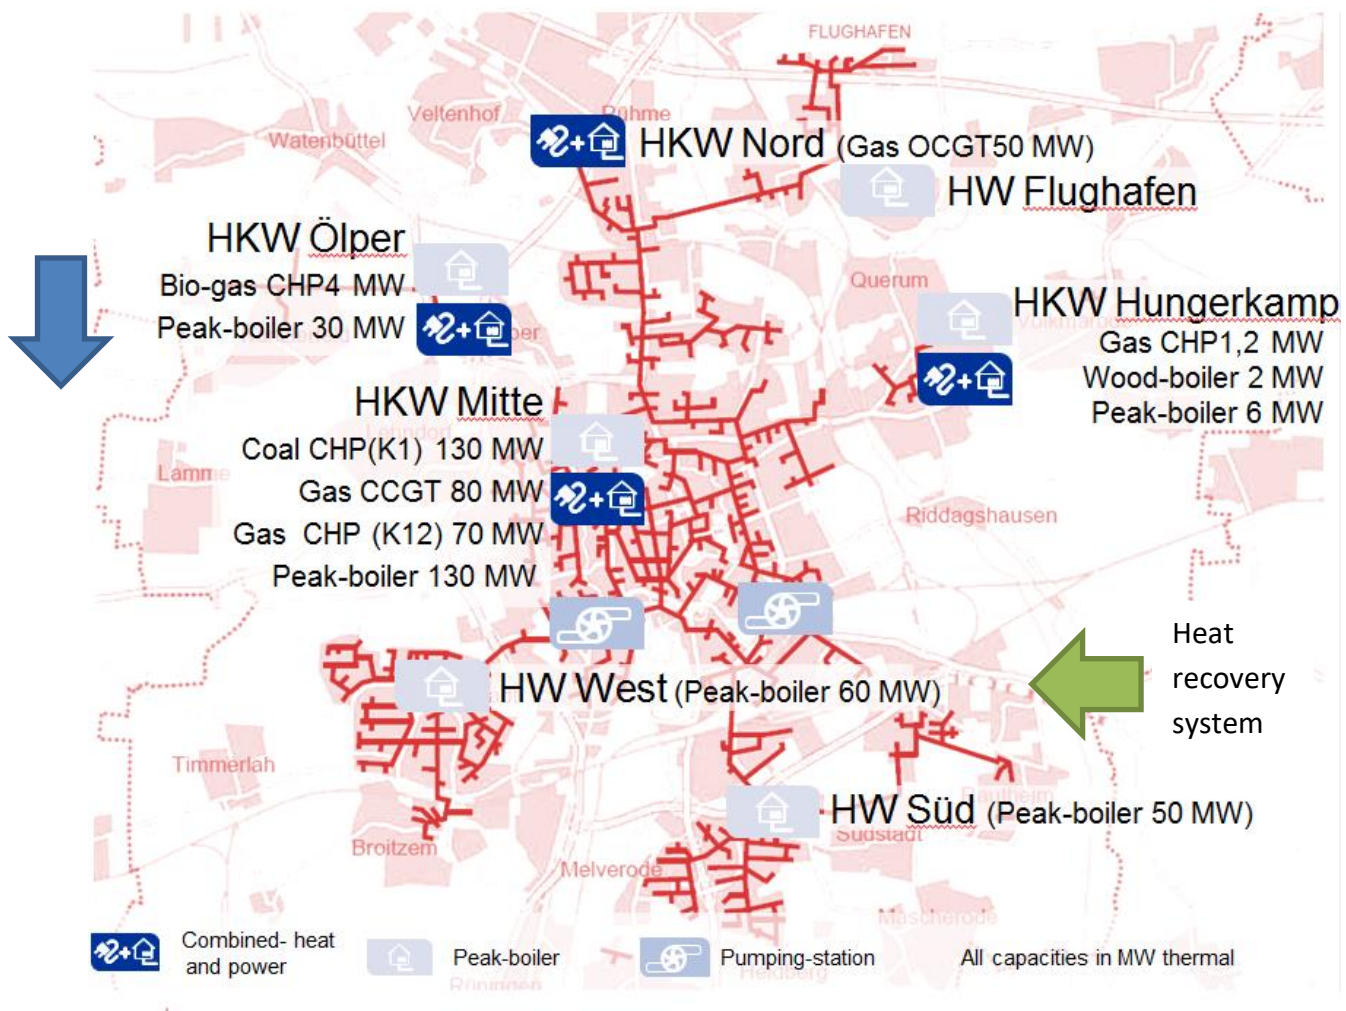 FLUGHAFEN
Veltenhof
Rühme
Watenbüttel
HKW Nord (Gas OCGT50 MW)
HW Flughafen
HKW Ölper
Bio-gas CHP4 MW
Peak-boiler 30 MW
Querum
HKW Hungerkamp
Gas CHP1,2 MW
Wood-boiler 2 MW
Peak-boiler 6 MW
HKW Mitte
Coal CHP(K1) 130 MW
Lamme
Gas CCGT 80 MW
Gas CHP (K12) 70 MW
Peak-boiler 130 MW
Riddagshausen
Heat
recovery
system
HW West (Peak-boiler 60 MW)
Timmerlah
Rautheim
HW Süd (Peak-boiler 50 MW)
Südstadt
Broitzem
Melverode
Mascherode
Combined- heat
and power
Peak-boiler
Pumping-station
All capacities in MW thermal
Heidberg
Rüningen